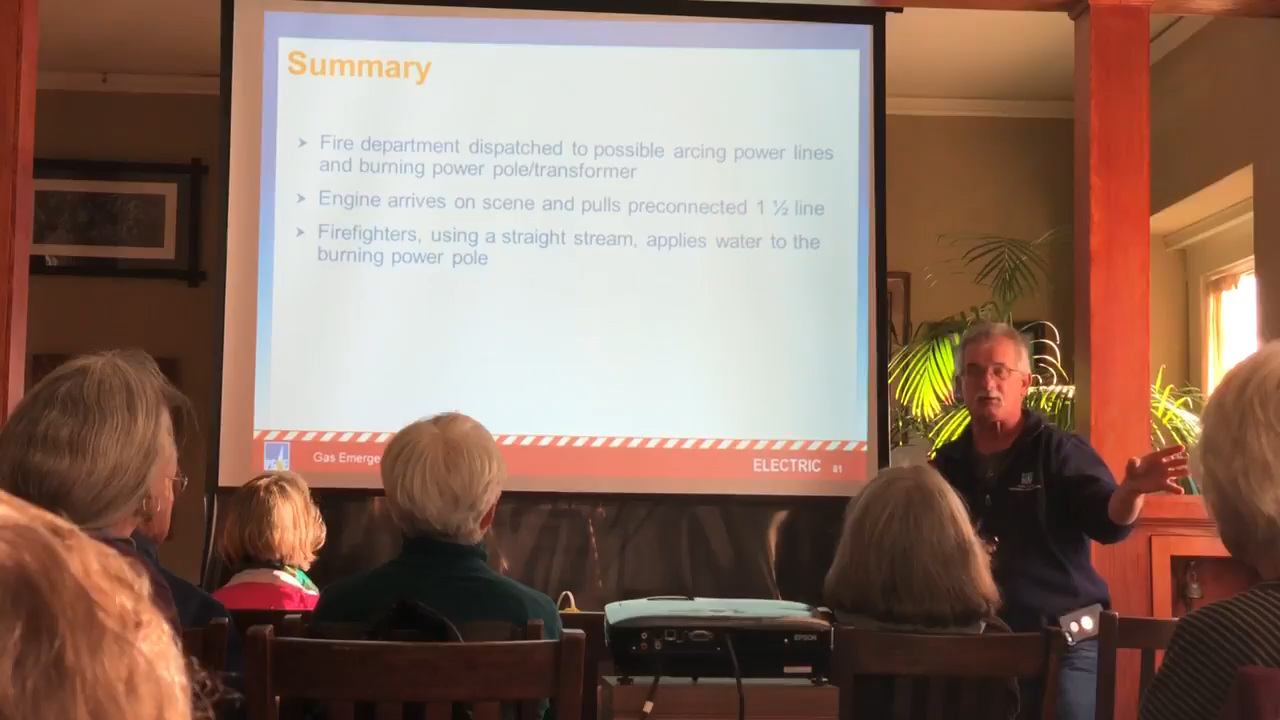 Summary
Fire department dispatched to possible arcing power lines
and burning power pole/transformer
Engine arrives on scene and pulls preconnected 1 ½ line
Firefighters, using a straight stream, applies water to the
burning power pole
Gas Emerge
ELECTRIC 81
EPSON